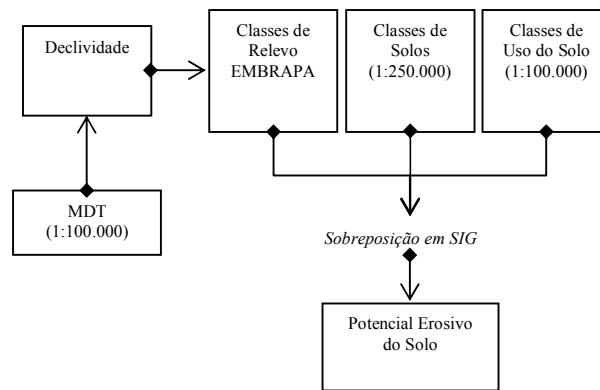 Declividade
Classes de
Relevo
EMBRAPA
Classes de
Solos
(1:250.000)
Classes de
Uso do Solo
(1:100.000)
MDT
(1:100.000)
Sobreposição em SIG
Potencial Erosivo
do Solo